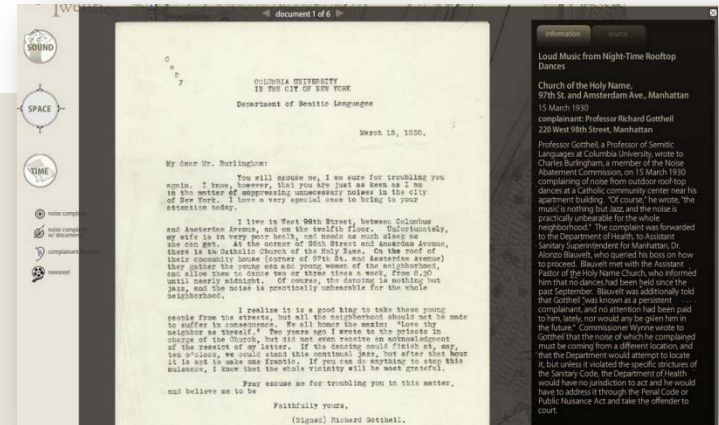 Twenties
document 1 of 6
SOUND
SPACE
TIME
noise complaint
noise complaint
w/ document
complainant
newsreel
C
o
p
y
COLUMBIA UNIVERSITY
IN THE CITY OF NEW YORK
Department of Semitic Languages
March 15, 1930.
My dear Mr. Burlingham:
You will excuse me, I am sure for troubling you
again. I know, however, that you are just as keen as I am
in the matter of suppressing unnecessary noises in the city
of New York. I have a very special case to bring to your
attention today.
I live in West 98th Street, between Columbus
and Amsterdam Avenue, and on the twelfth floor. Unfortunately,
my wife is in very poor healt, and needs as much sleep as
she can get. At the corner of 96th Street and Amsterdam Avenue,
there is the Catholic Church of the Holy Name. On the roof of
their community house (corner of 97th St. and Amsterdam Avenue)
they gather the young men and young women of the neighborhood,
and allow them to dance two or three times a week, from 8.30
until neerly midnight. Of course, the dancing is nothing but
jazz, and the noise is practically unbearable for the whole
neighborhood.
I realize it is a good hing to take these young
people from the streets, but all the neighborhood should not be made
to suffer in consequence. We all honor the maxim: "Love thy
neighbor as thyself." Two years ago I wrote to the priests in
charge of the Church, but did not even receive an acknowledgment
of the receipt of my letter. If the dancing could finish at, say,
ten o'clock, we could stand this continual jazz, but after that hour
it is apt to make one frantic. If you can do anything to stop this
nuisance, I know that the whole vicinity will be most grateful.
Pray excuse me for troubling you in this matter,
and believe me to be
Faithfully yours,
(Signed) Richard Gottheil.
information
source
Loud Music from Night-Time Rooftop
Dances
Church of the Holy Name,
97th St. and Amsterdam Ave., Manhattan
15 March 1930
complainant: Professor Richard Gottheil
220 West 98th Street, Manhattan
Professor Gottheil, a Professor of Semitic
Languages at Columbia University, wrote to
Charles Burlingham, a member of the Noise
Abatement Commission, on 15 March 1930
complaining of noise from outdoor roof-top
dances at a Catholic community center near his
apartment building. "Of course," he wrote, "the
music is nothing but jazz, and the noise is
practically unbearable for the whole
neighborhood." The complaint was forwarded
to the Department of Health, to Assistant
Sanitary Superintendent for Manhattan, Dr.
Alonzo Blauvelt, who queried his boss on how
to proceed. Blauvelt met with the Assistant
Pastor of the Holy Name Church, who informed
him that no dances had been held since the
past September. Blauvelt was additionally told
that Gottheil "was known as a persistent
complainant, and no attention had been paid
to him, lately, nor would any be given him in
the future." Commissioner Wynne wrote to
Gottheil that the noise of which he complained
must be coming from a different location, and
that the Department would attempt to locate
it, but unless it violated the specific strictures of
the Sanitary Code, the Department of Health
would have no jurisdiction to act and he would
have to address it through the Penal Code or
Public Nuisance Act and take the offender to
court.